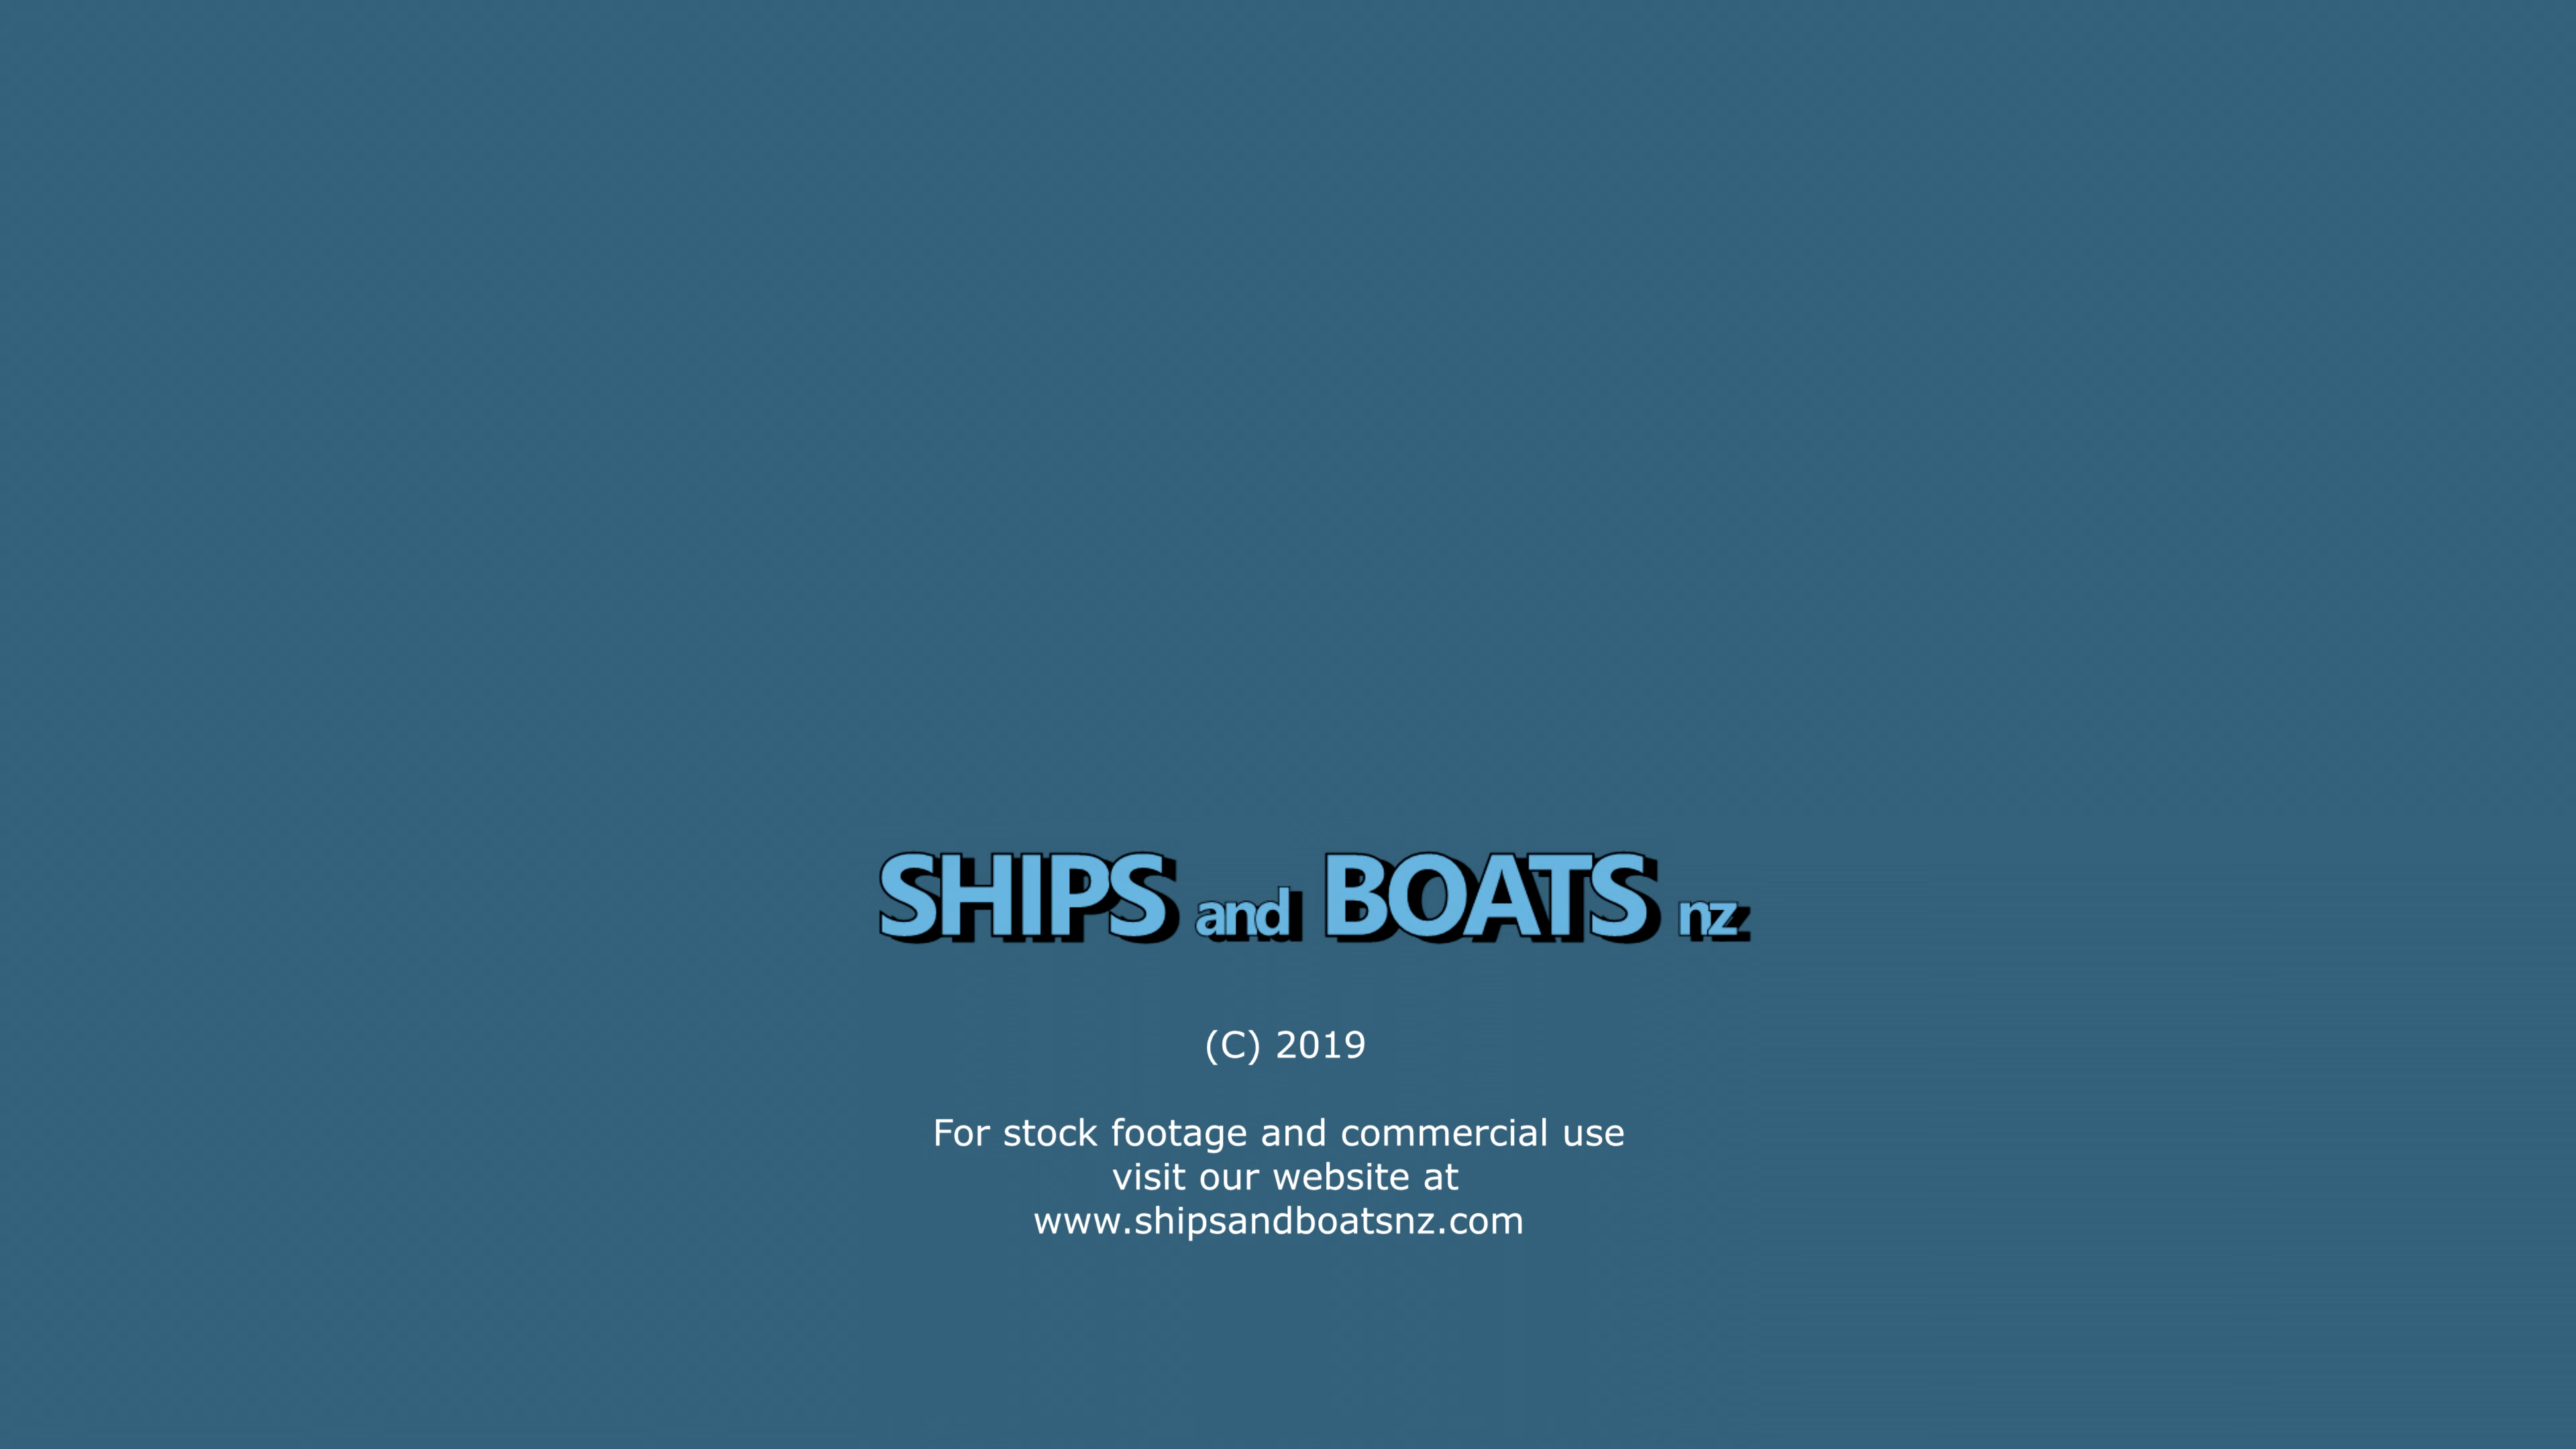 SHIPS and BOATS nz
(C) 2019
For stock footage and commercial use
visit our website at
www.shipsandboatsnz.com